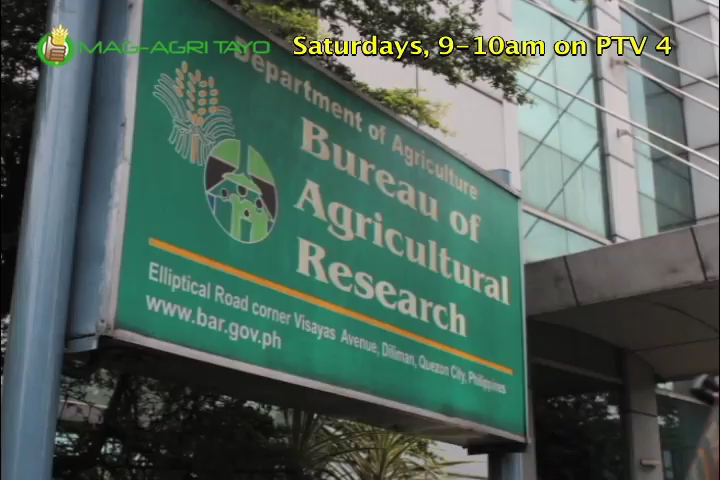 MAG-AGRI TAYO
Saturdays, 9-10am on PTV 4
Department of Agriculture
Bureau of
Agricultural
Research
Elliptical Road corner Visayas Avenue, Diliman, Quezon City, Philippines
www.bar.gov.ph